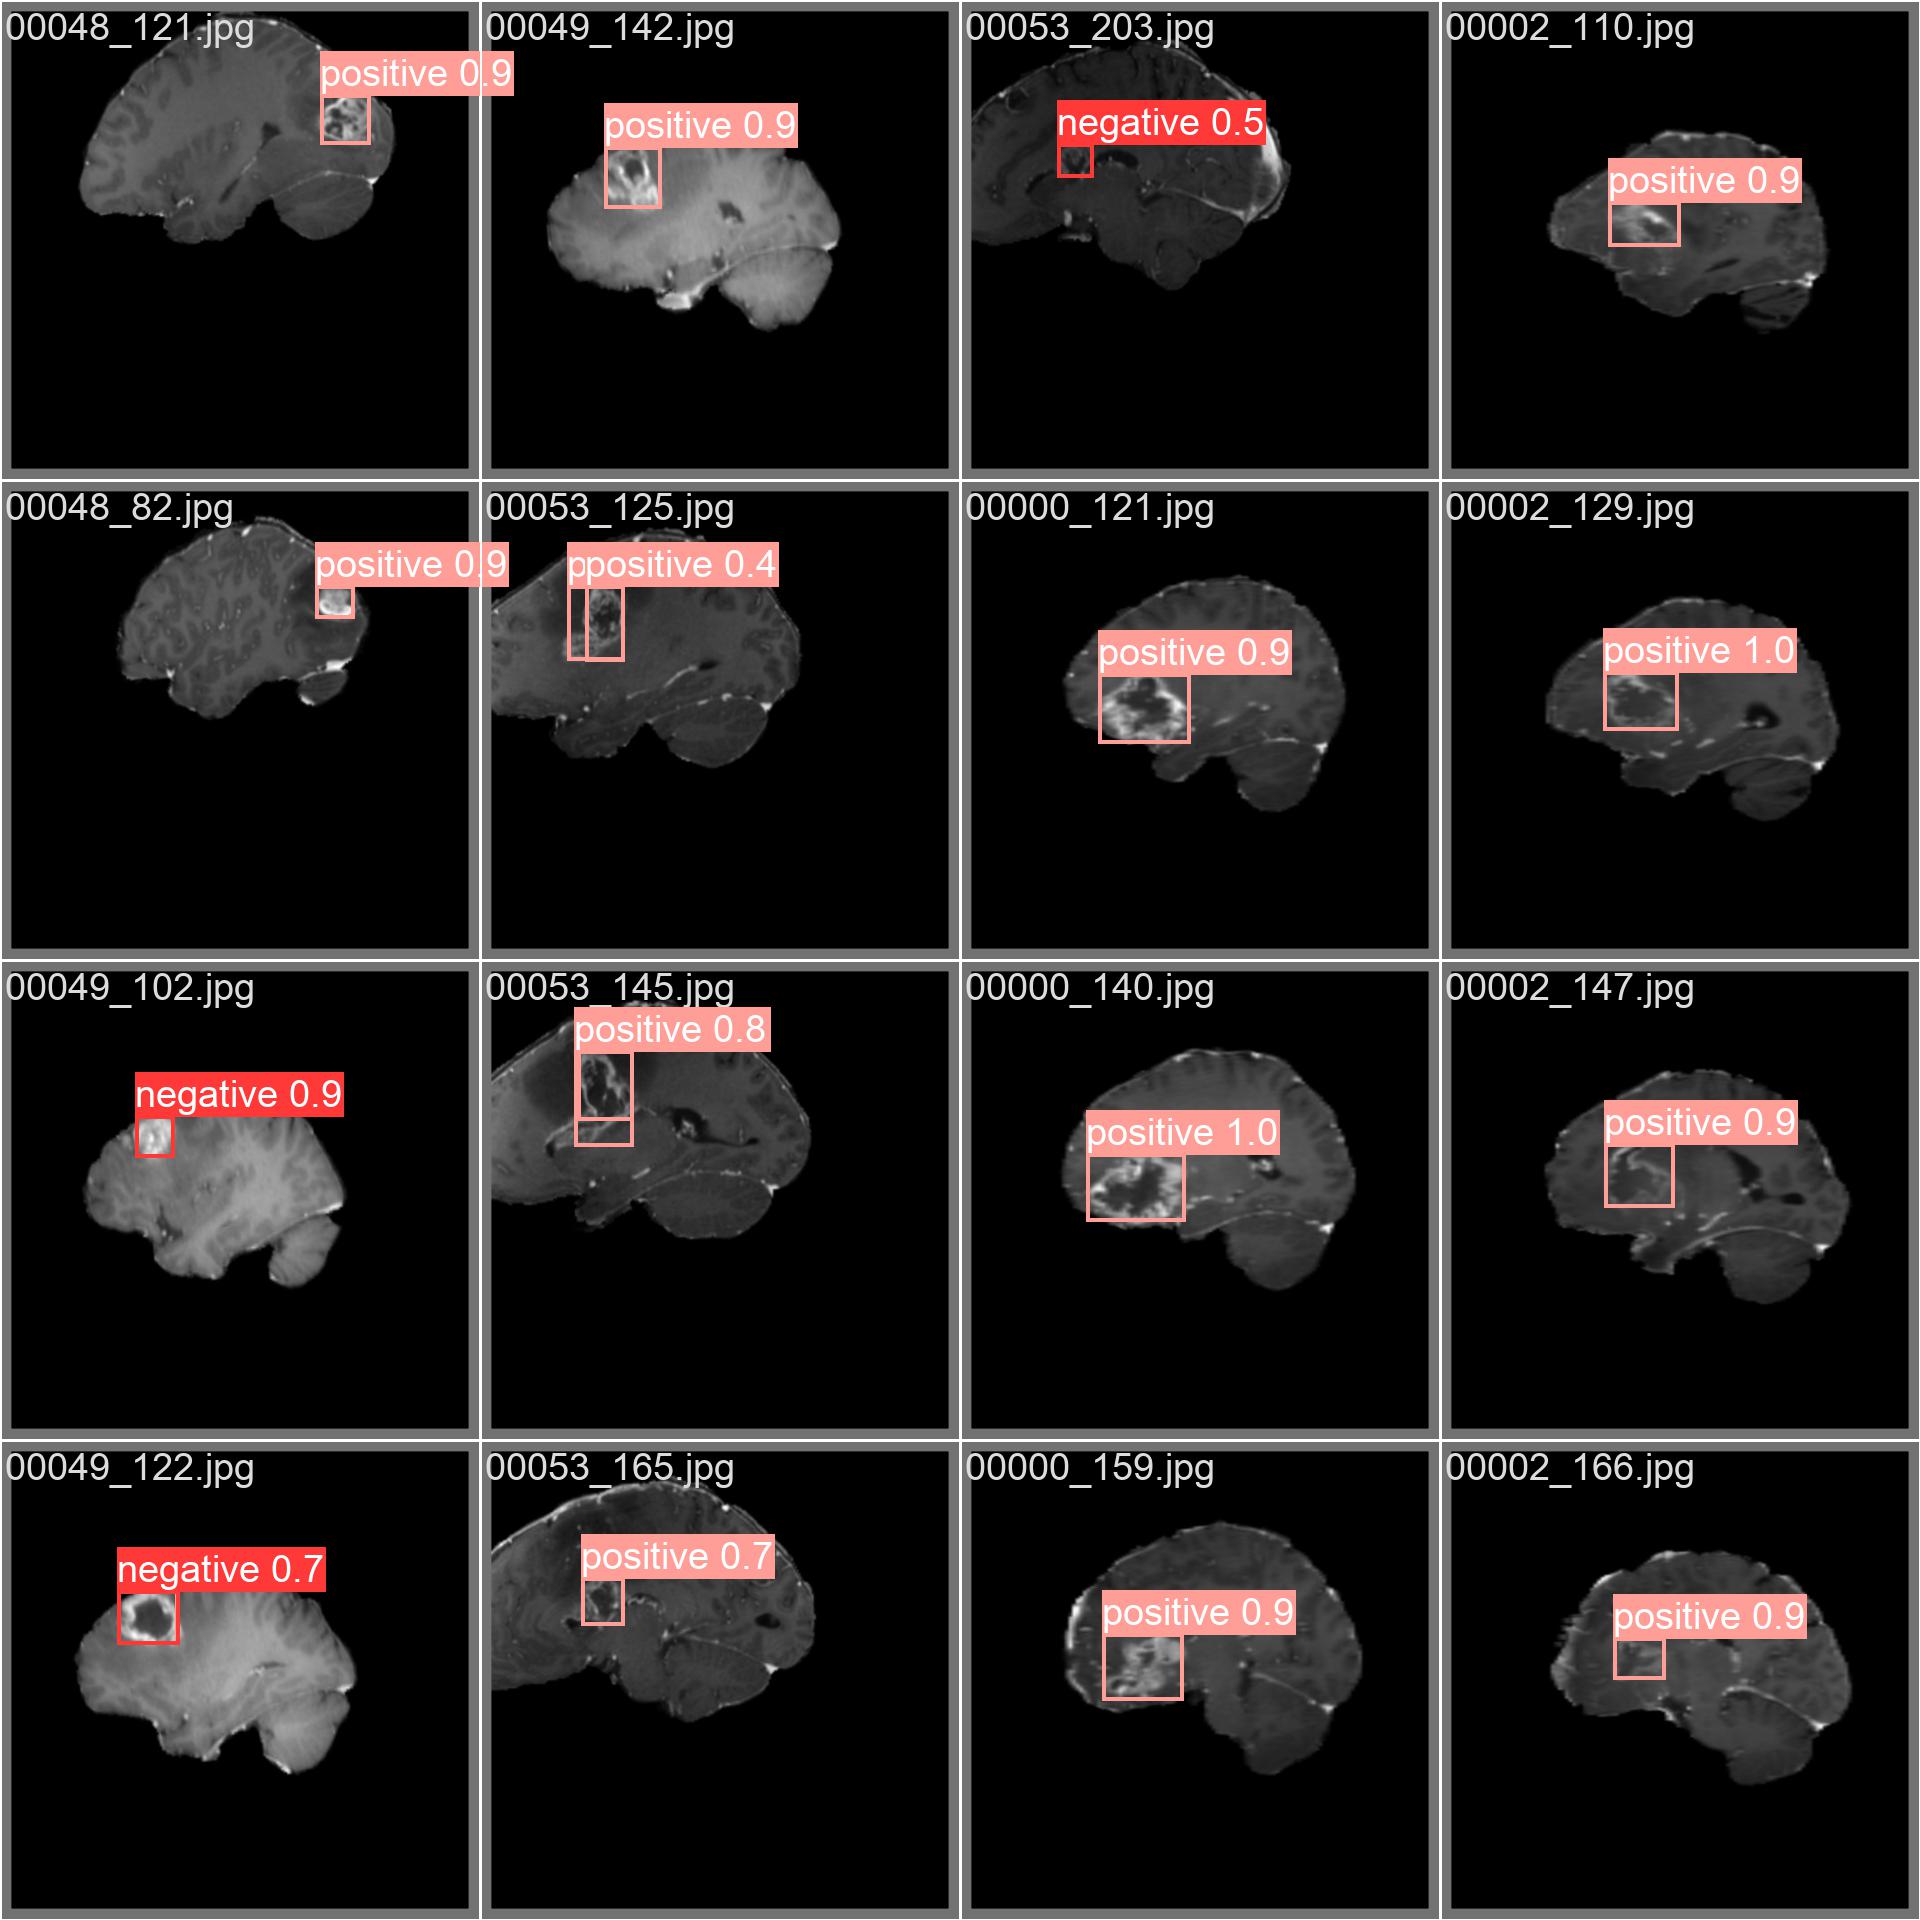 00048_121.jpg
positive 0.9
00049_142.jpg
positive 0.9
00053_203.jpg
negative 0.5
00002_110.jpg
positive 0.9
00048_82.jpg
positive 0.9
00053_125.jpg
ppositive 0.4
00000_121.jpg
positive 0.9
00002_129.jpg
positive 1.0
00049_102.jpg
negative 0.9
00053_145.jpg
positive 0.8
00000_140.jpg
positive 1.0
00002_147.jpg
positive 0.9
00049_122.jpg
negative 0.7
00053_165.jpg
positive 0.7
00000_159.jpg
positive 0.9
00002_166.jpg
positive 0.9